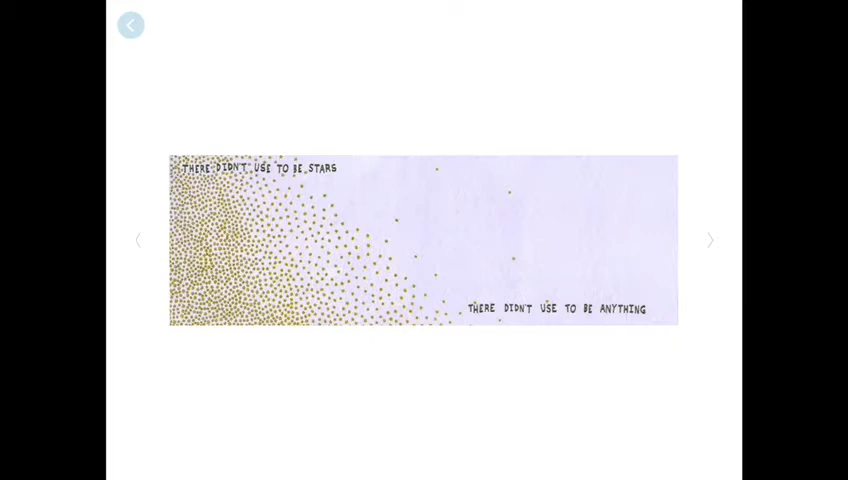 THERE DIDN'T USE TO BE STARS
THERE DIDN'T USE TO BE ANYTHING